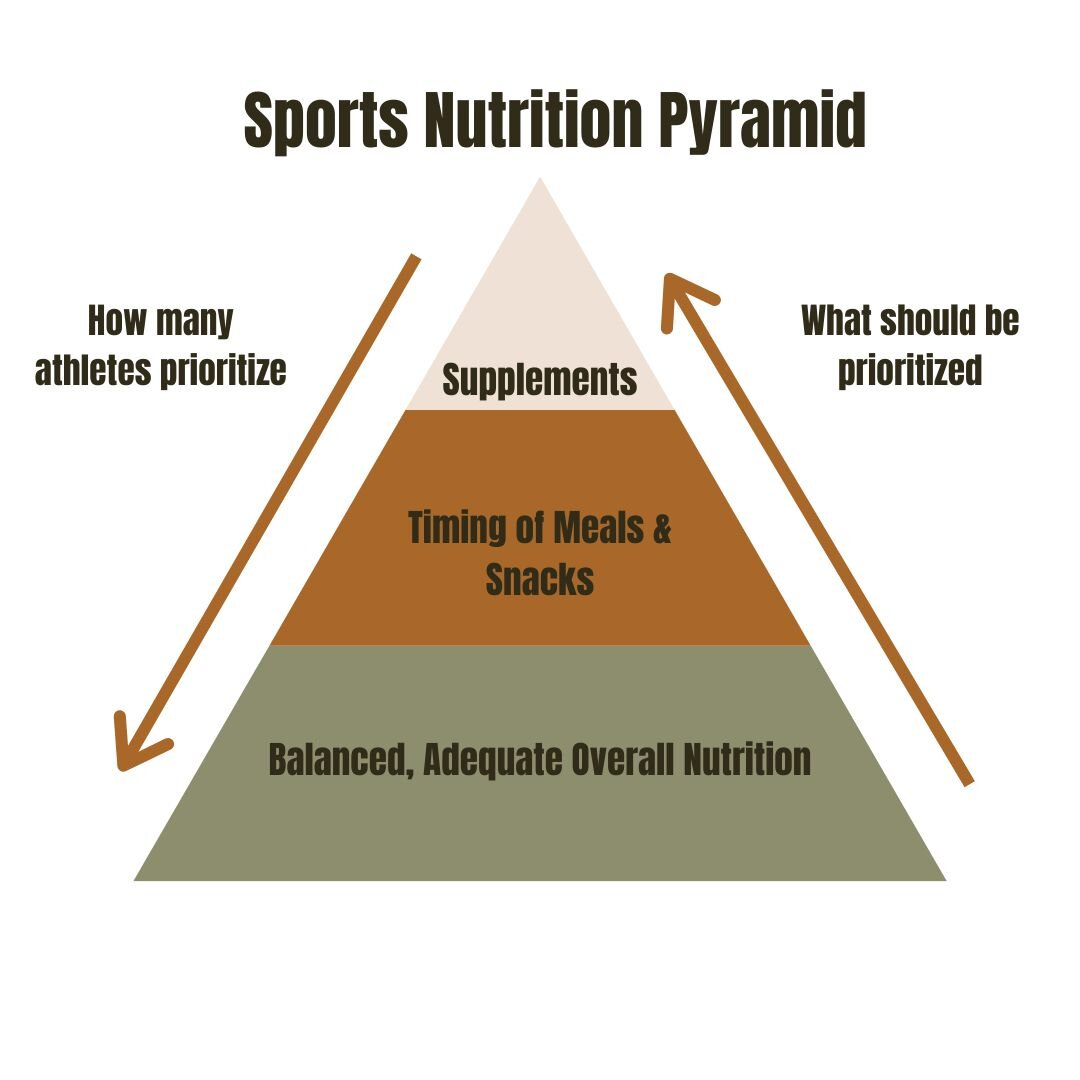 Sports Nutrition Pyramid
How many
athletes prioritize
What should be
prioritized
Supplements
Timing of Meals &
Snacks
Balanced, Adequate Overall Nutrition